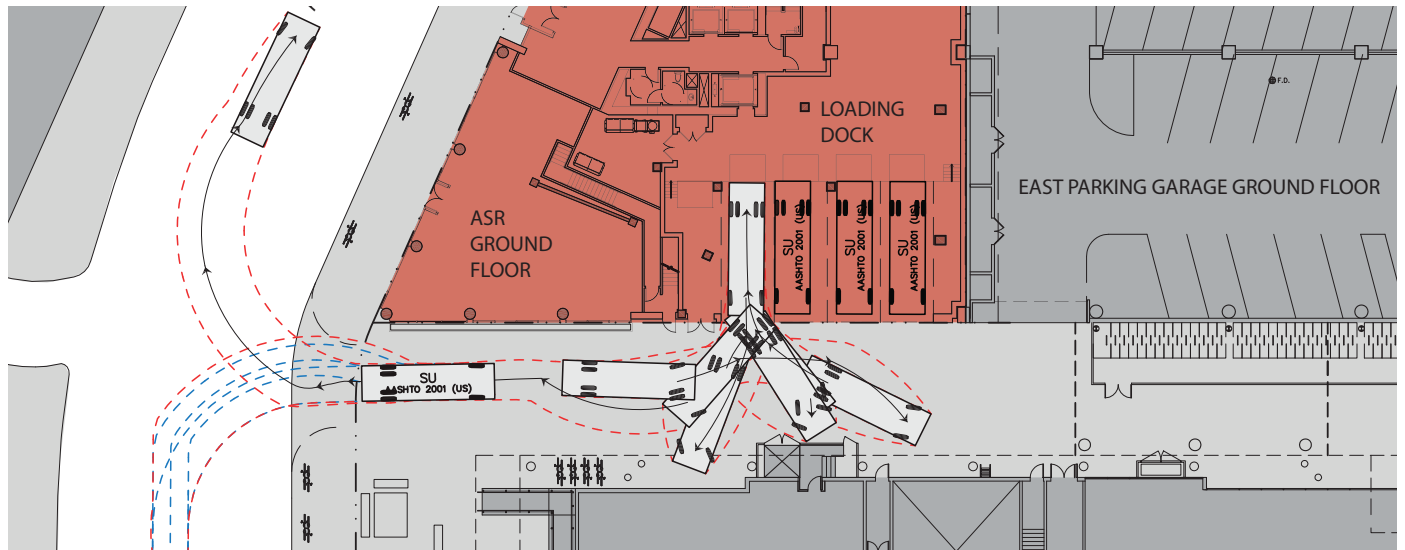 F.D.
LOADING
DOCK
EAST PARKING GARAGE GROUND FLOOR
ASR
GROUND
FLOOR
SU
AASHTO 2001 (US)
SU
AASHTO 2001 (US)
SU
AASHTO 2001 (US)
SU
AASHTO 2001 (US)